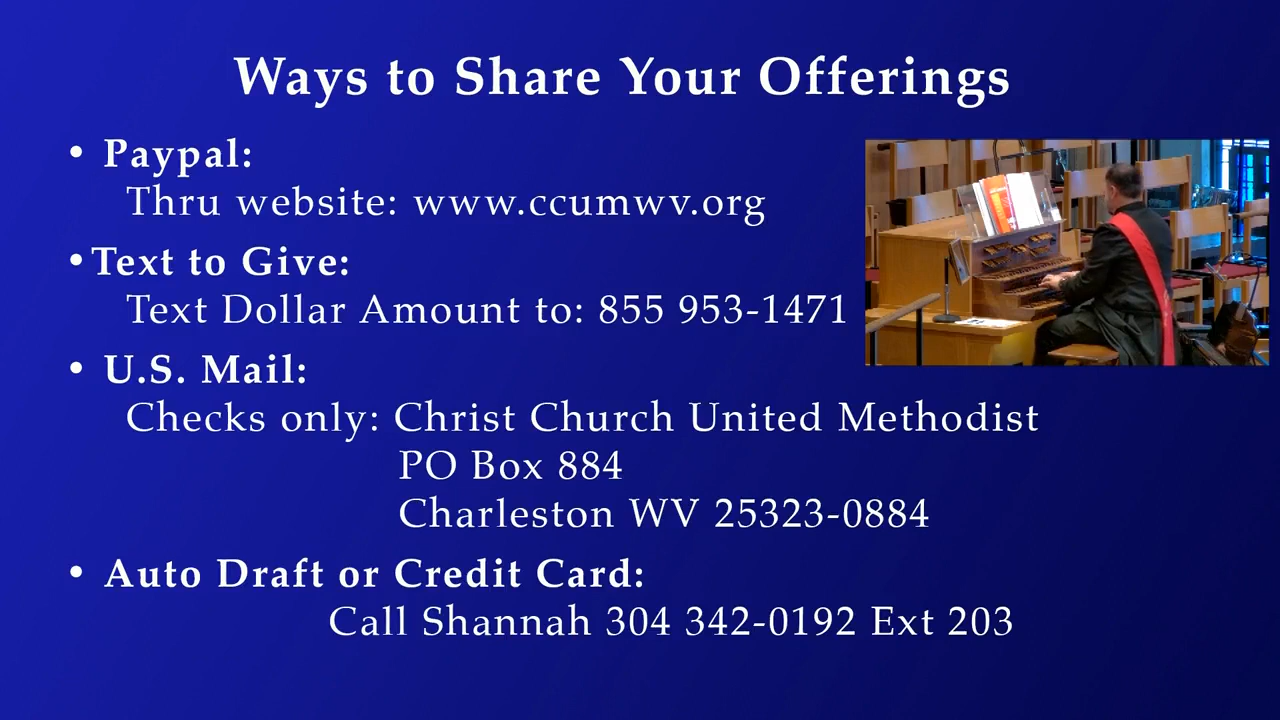 Ways to Share Your Offerings
• Paypal:
Thru website: www.ccumwv.org
• Text to Give:
Text Dollar Amount to: 855 953-1471
• U.S. Mail:
Checks only: Christ Church United Methodist
PO Box 884
Charleston WV 25323-0884
• Auto Draft or Credit Card:
Call Shannah 304 342-0192 Ext 203